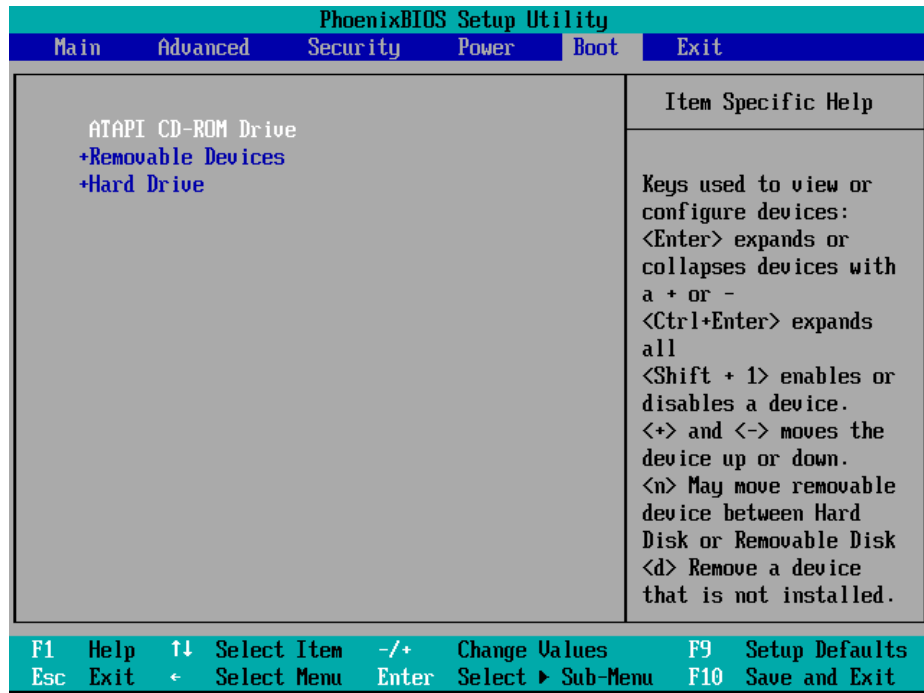 PhoenixBIOS Setup Utility
Main Advanced Security Power Boot Exit
ATAPI CD-ROM Drive
+Removable Devices
+Hard Drive
Item Specific Help
Keys used to view or
configure devices:
<Enter> expands or
collapses devices with
a + or -
<Ctrl+Enter> expands
all
<Shift + 1> enables or
disables a device.
<+> and <-> moves the
device up or down.
<n> May move removable
device between Hard
Disk or Removable Disk
<d> Remove a device
that is not installed.
F1 Help ↑↓ Select Item -/+ Change Values F9 Setup Defaults
Esc Exit ← Select Menu Enter Select ▶ Sub-Menu F10 Save and Exit